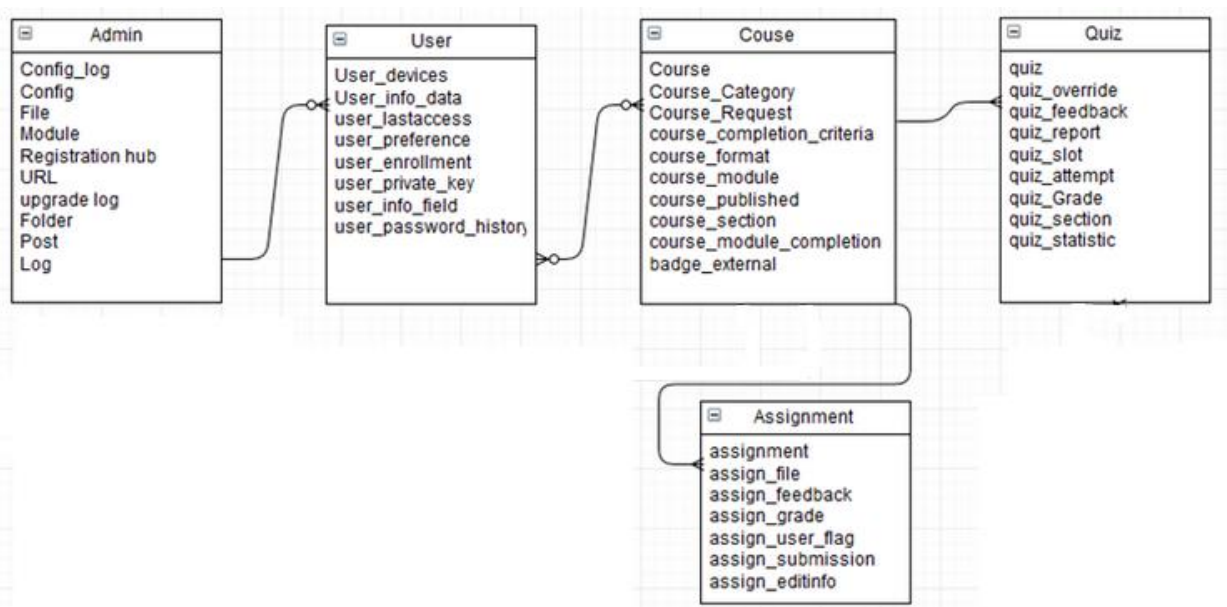 Admin
Config_log
Config
File
Module
Registration hub
URL
upgrade log
Folder
Post
Log
User
User_devices
User_info_data
user_lastaccess
user_preference
user_enrollment
user_private_key
user_info_field
user_password_history
Couse
Course
Course_Category
Course_Request
course_completion_criteria
course_format
course_module
course_published
course_section
course_module_completion
badge_external
Quiz
quiz
quiz_override
quiz_feedback
quiz_report
quiz_slot
quiz_attempt
quiz_Grade
quiz_section
quiz_statistic
Assignment
assignment
assign_file
assign_feedback
assign_grade
assign_user_flag
assign_submission
assign_editinfo